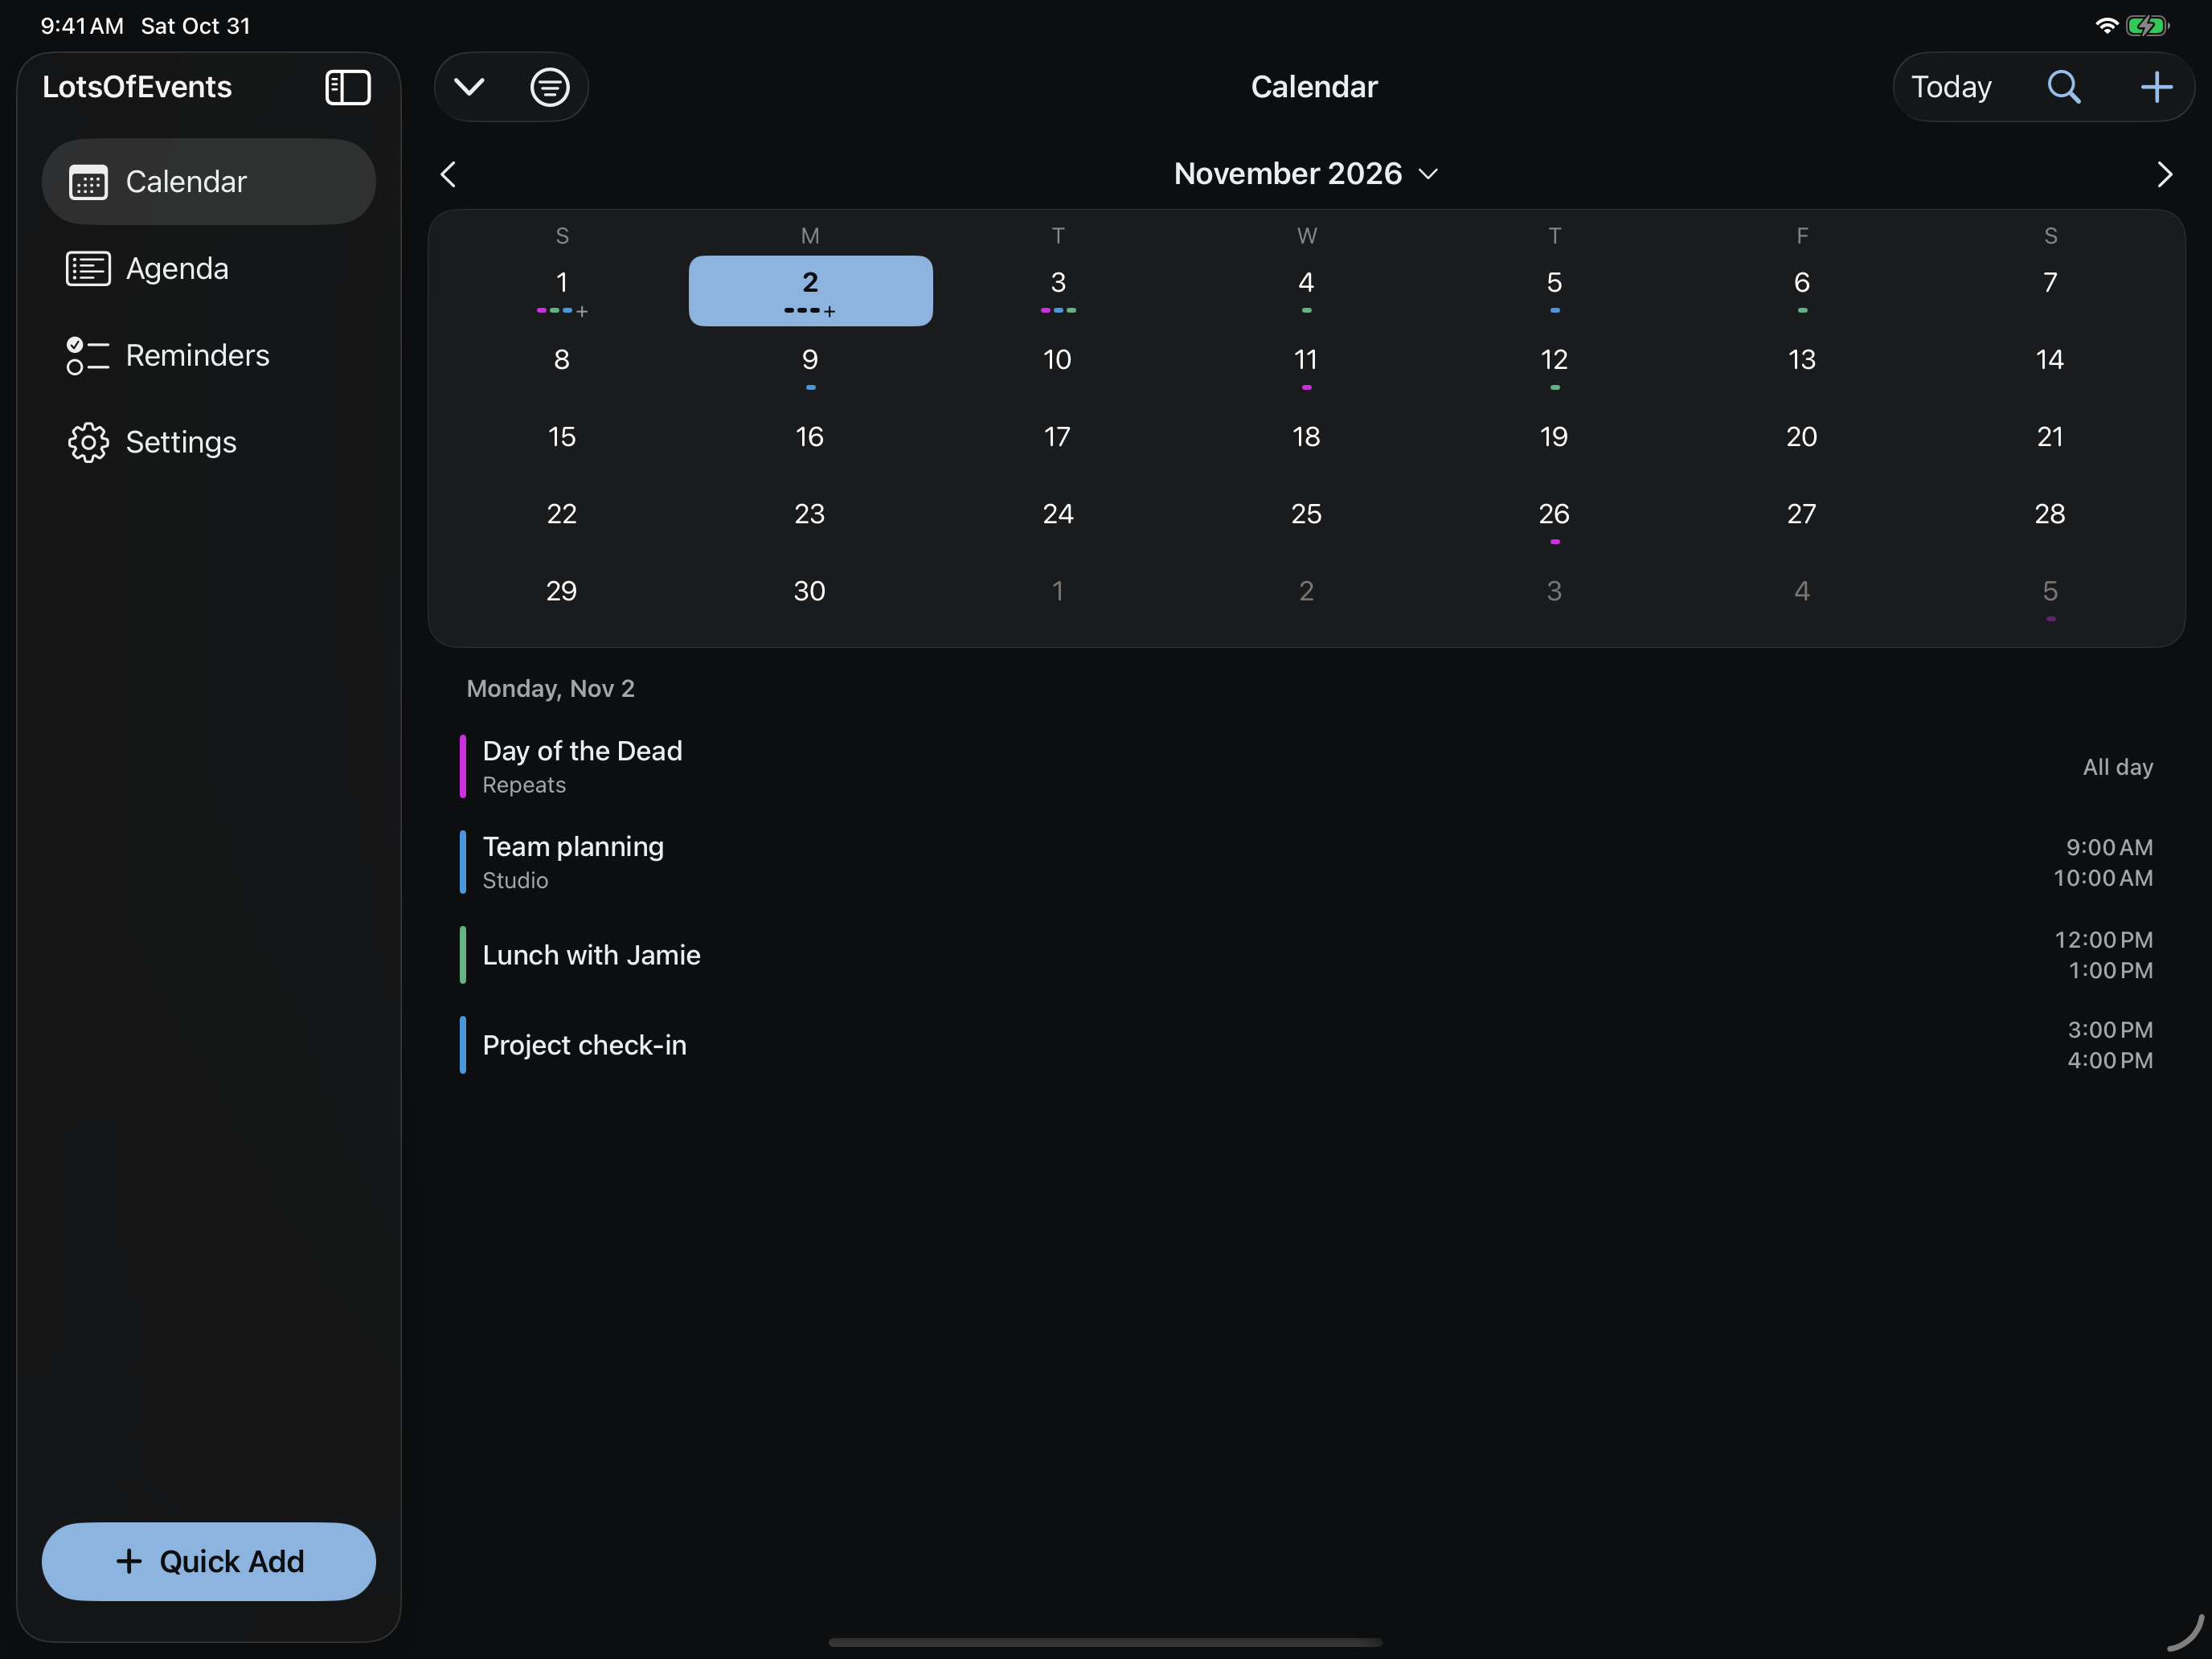 9:41 AM Sat Oct 31
LotsOfEvents
Calendar
Agenda
Reminders
Settings
Quick Add
Calendar
Today
November 2026
S M T W T F S
1 2 3 4 5 6 7
+ +
8 9 10 11 12 13 14
15 16 17 18 19 20 21
22 23 24 25 26 27 28
29 30 1 2 3 4 5
Monday, Nov 2
Day of the Dead
Repeats
All day
Team planning
Studio
9:00 AM
10:00 AM
Lunch with Jamie
12:00 PM
1:00 PM
Project check-in
3:00 PM
4:00 PM